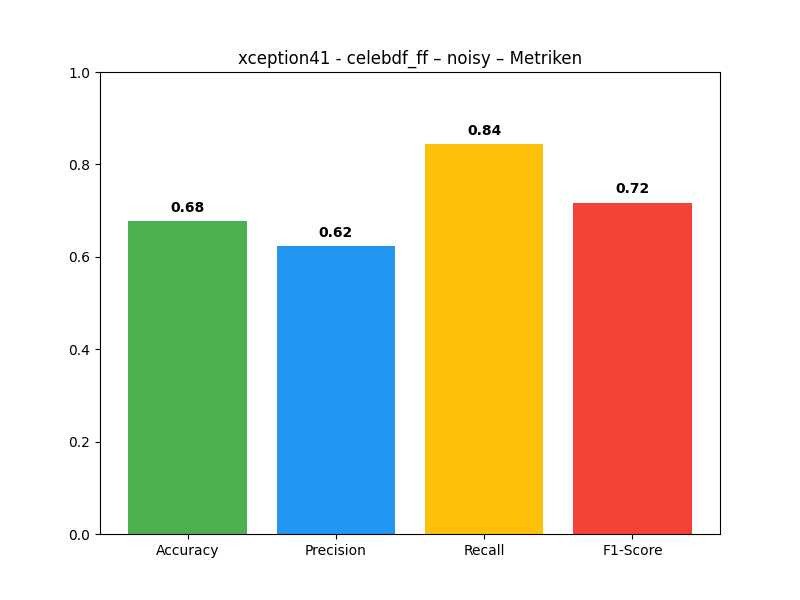 xception41 - celebdf_ff – noisy – Metriken
1.0
0.8
0.6
0.4
0.2
0.0
0.68
0.62
0.84
0.72
Accuracy
Precision
Recall
F1-Score